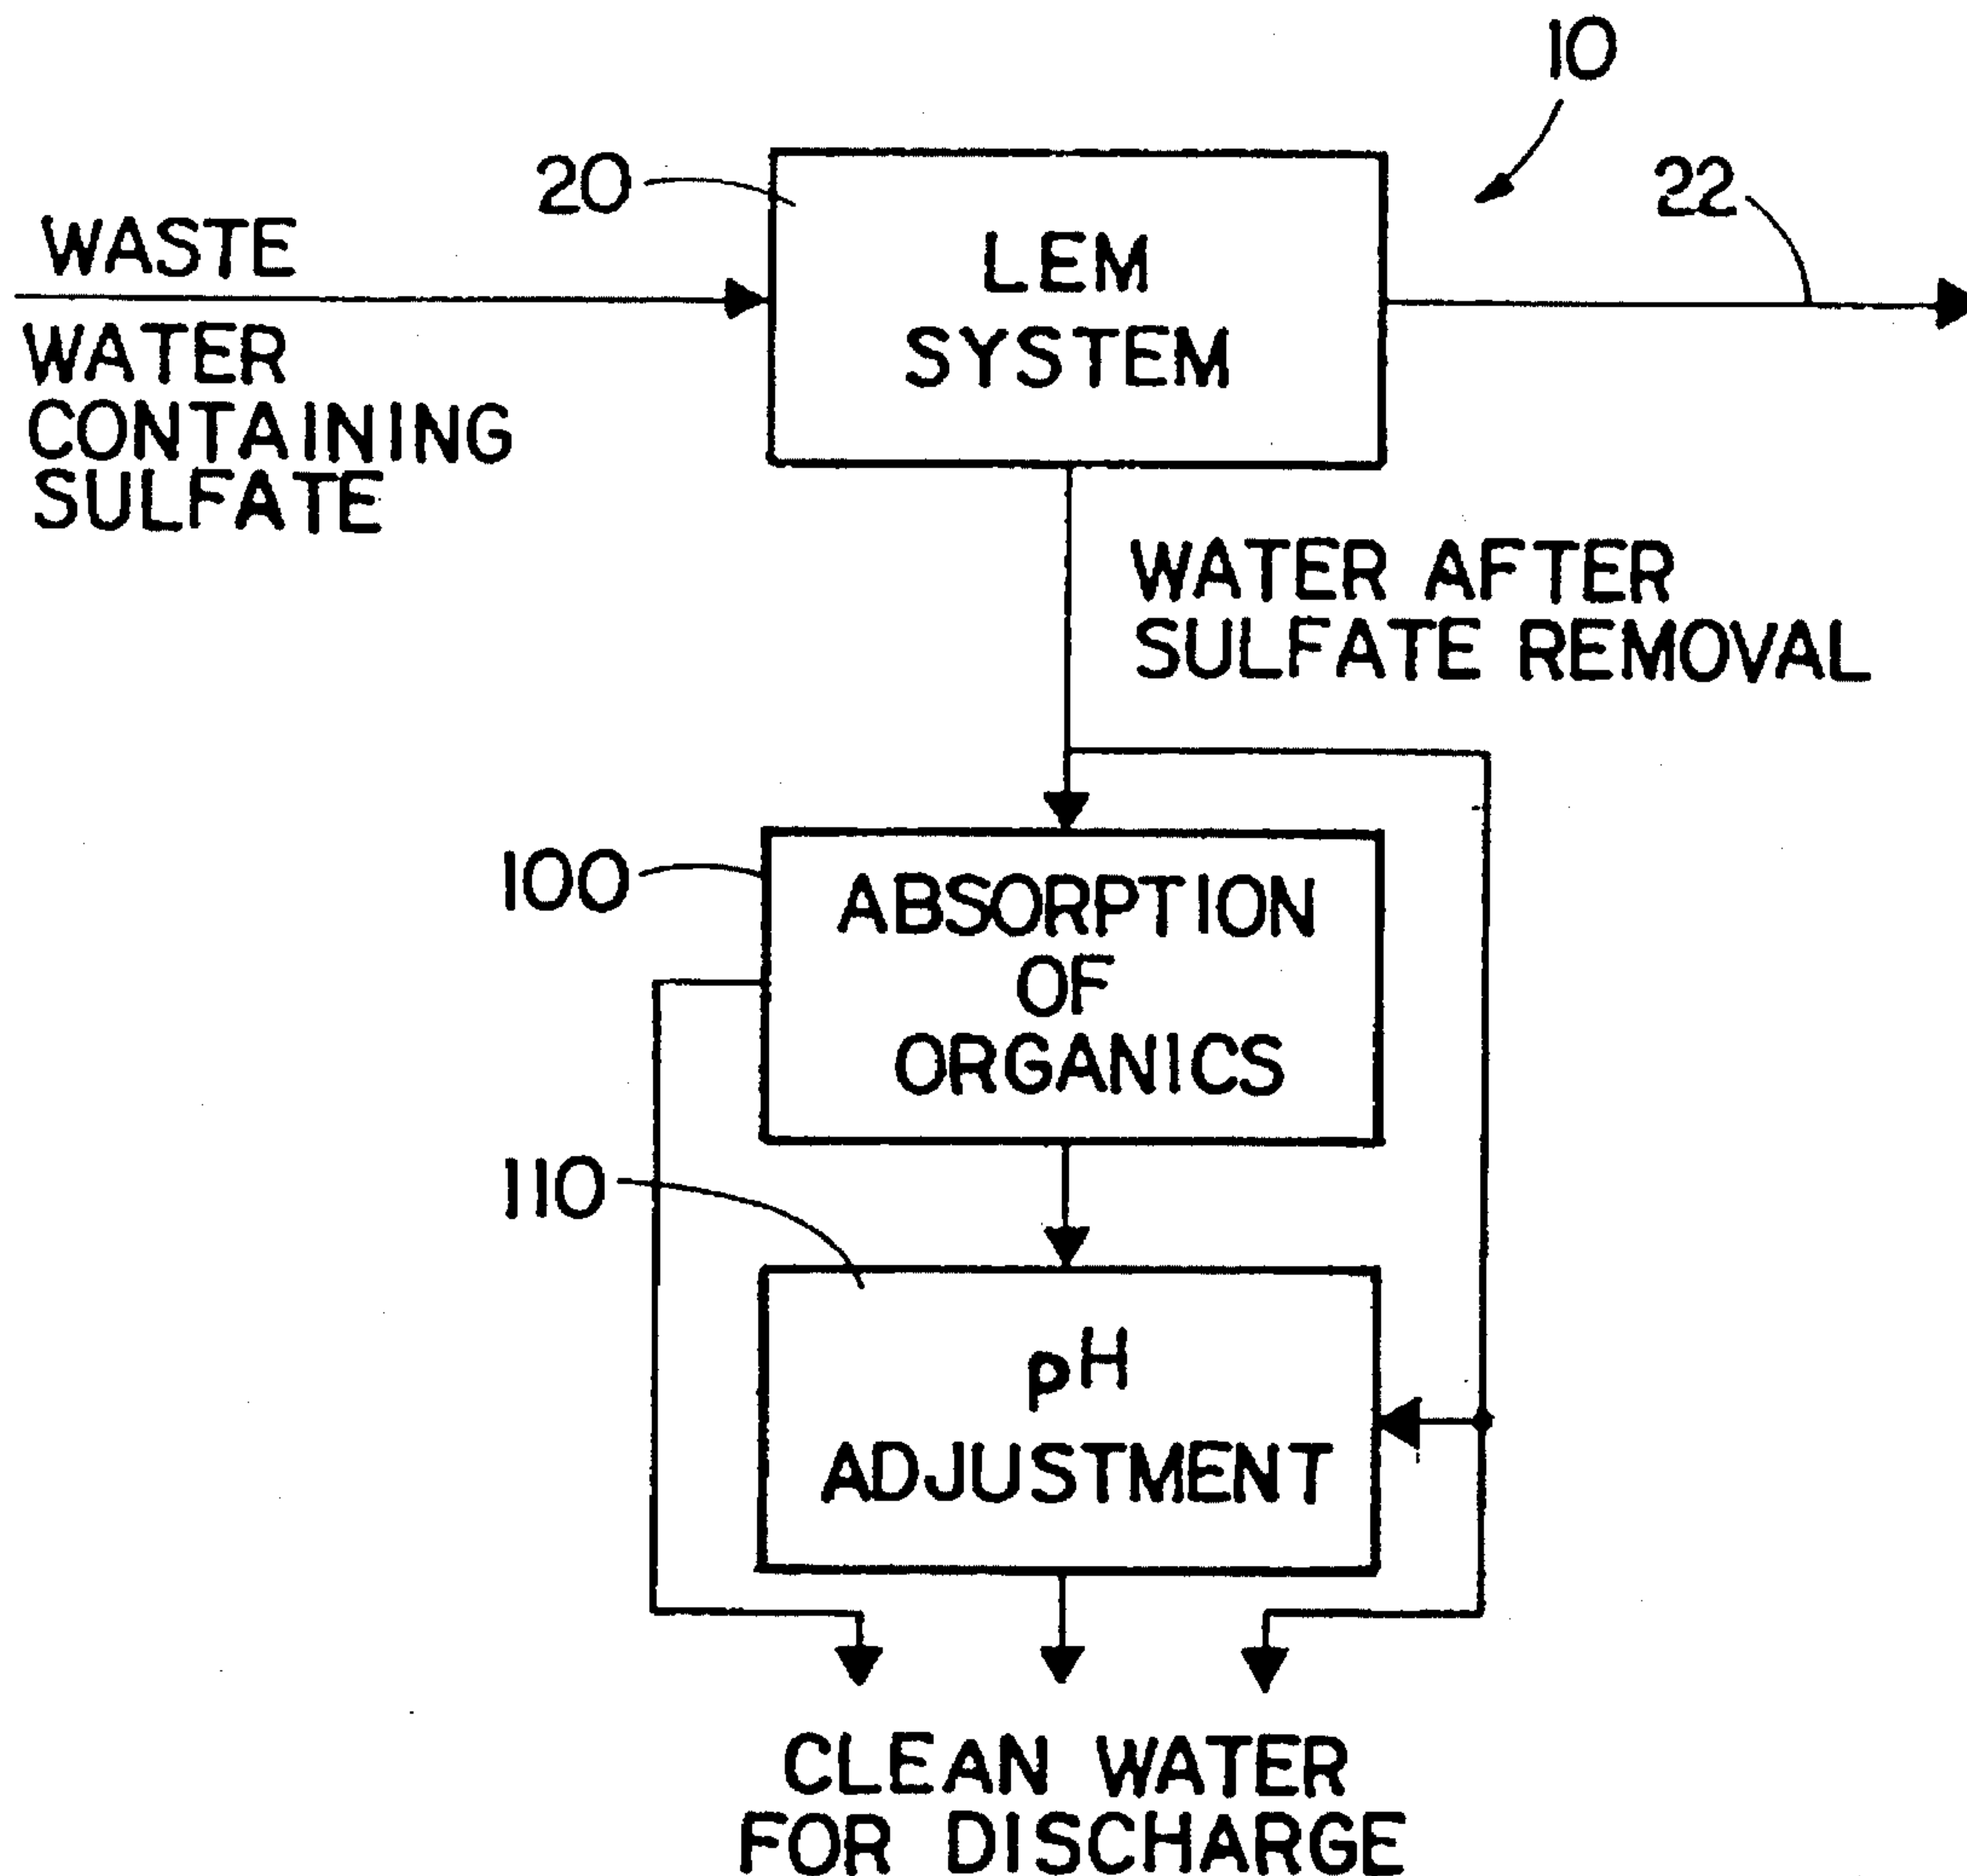 10
20
22
WASTE
WATER
CONTAINING
SULFATE
LEM
SYSTEM
WATER AFTER
SULFATE REMOVAL
100
ABSORPTION
OF
ORGANICS
110
pH
ADJUSTMENT
CLEAN WATER
FOR DISCHARGE